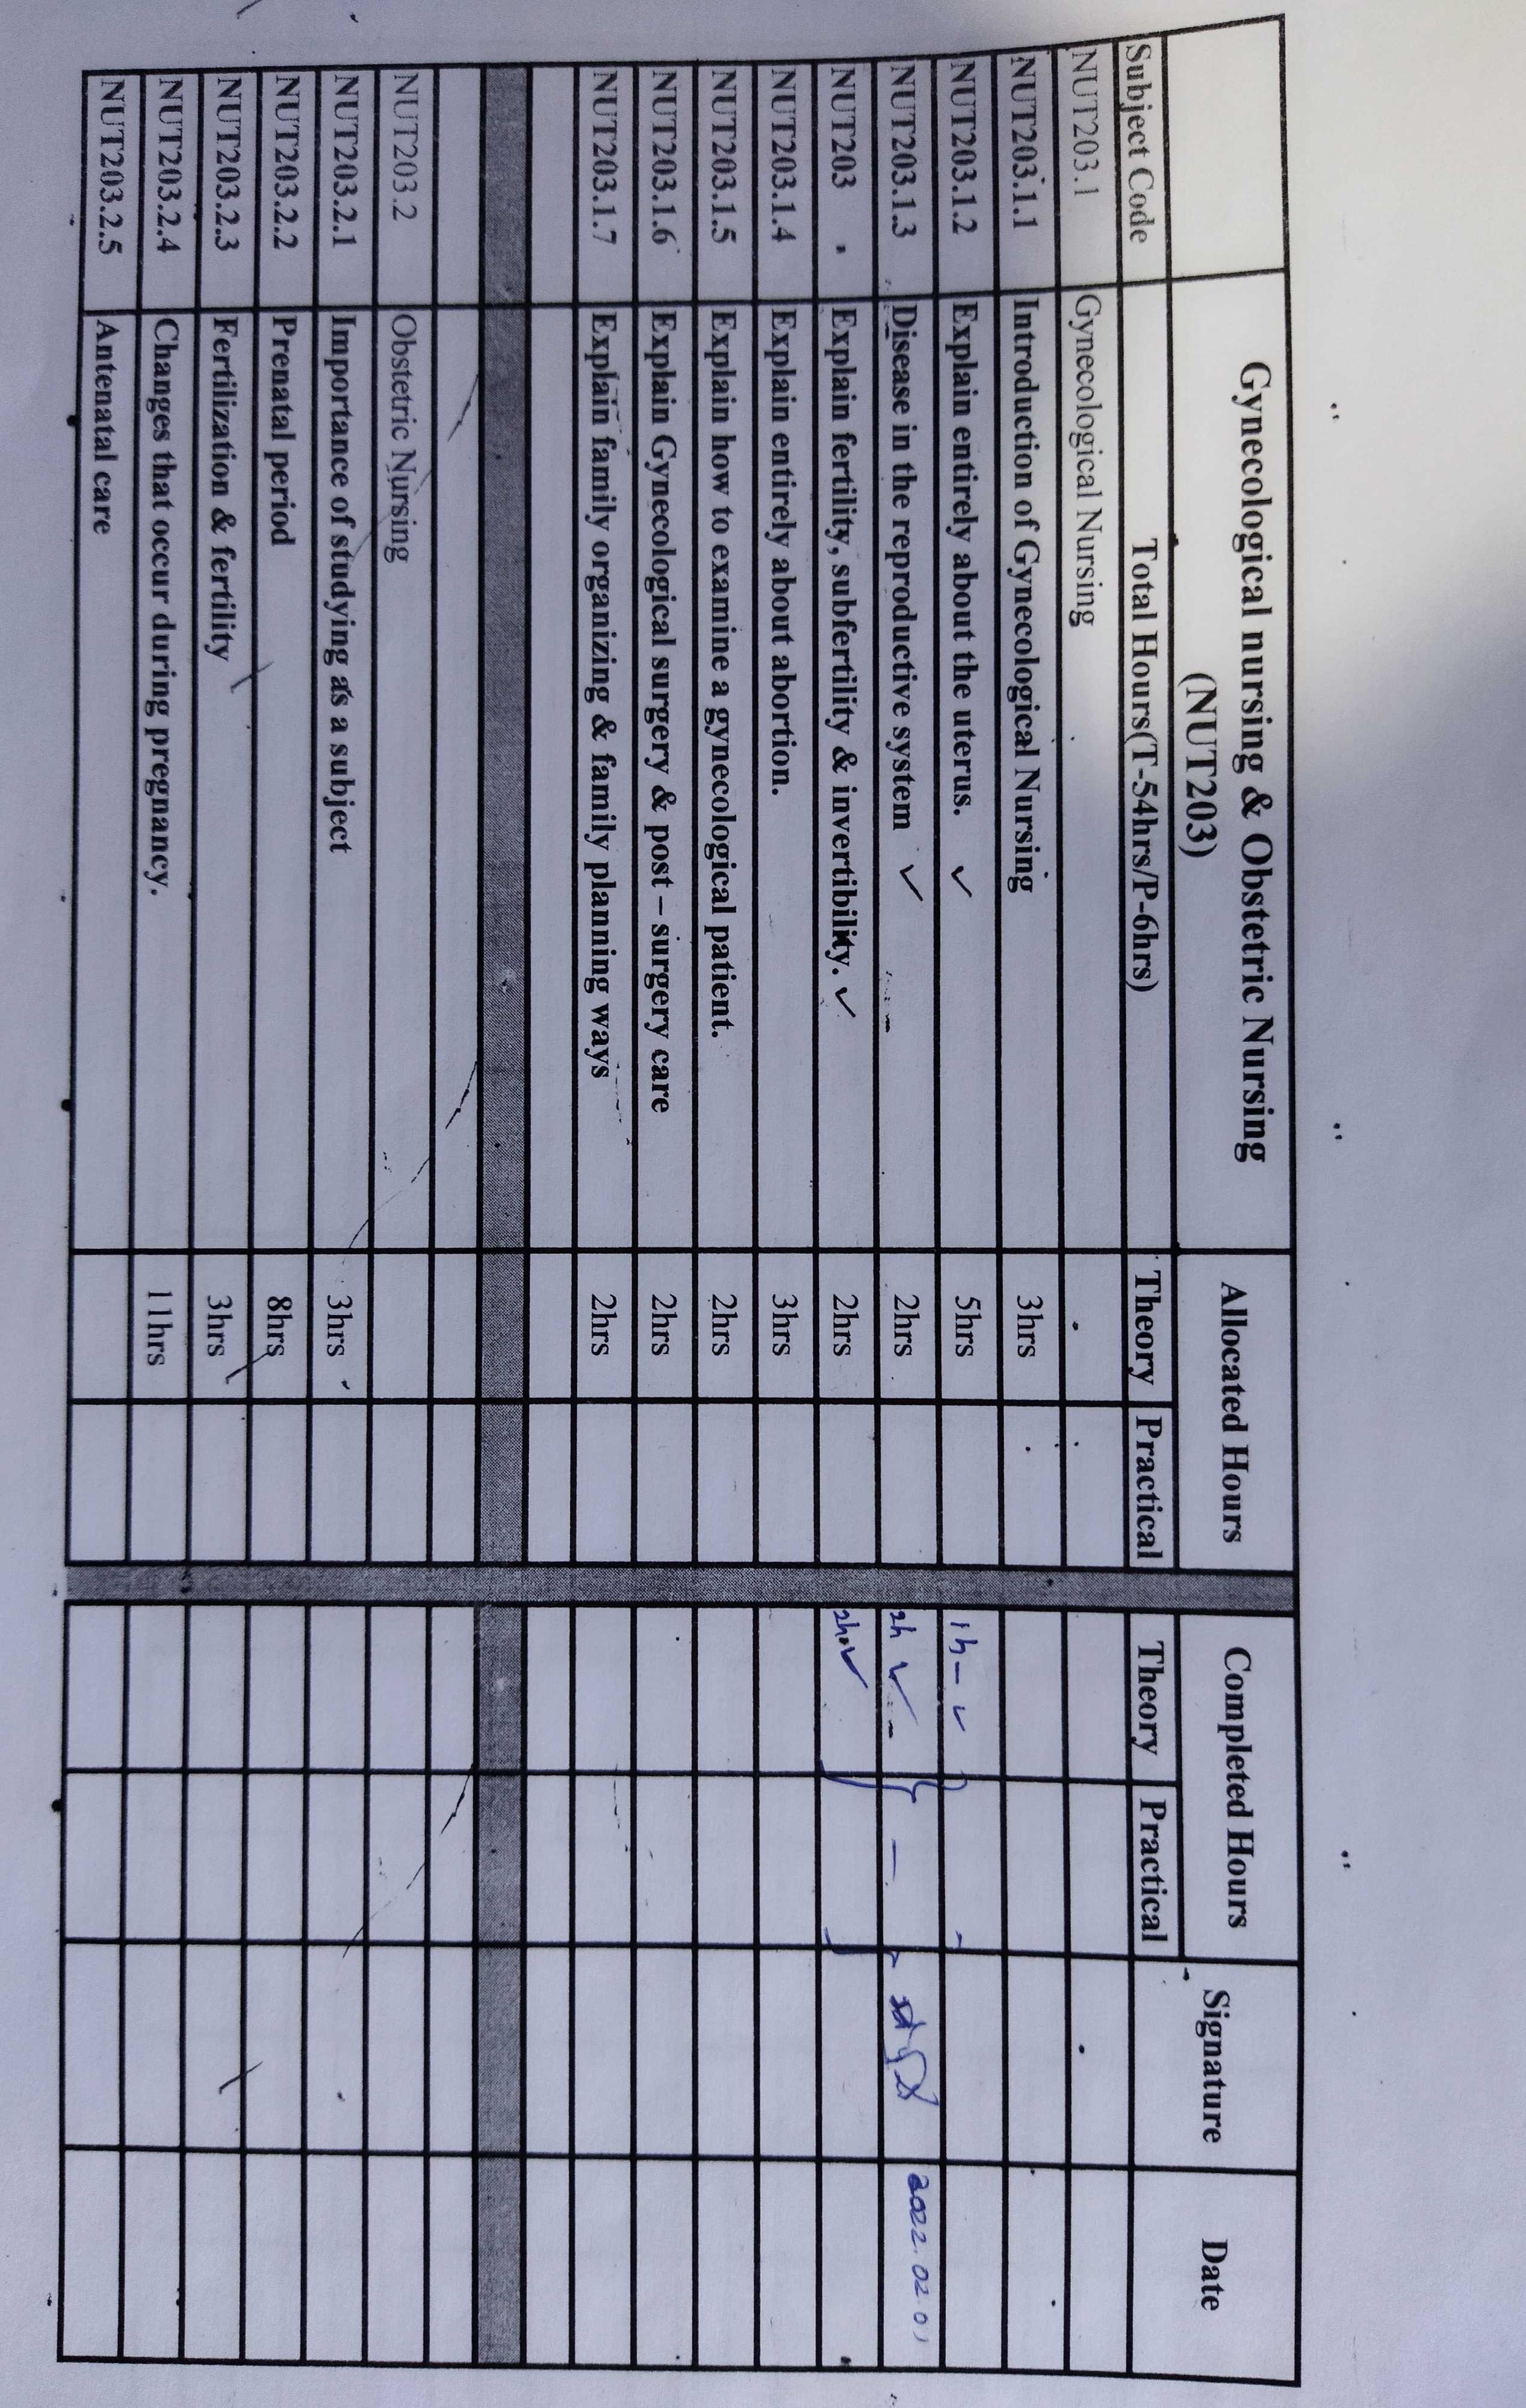 Gynecological nursing & Obstetric Nursing (NUT203) Allocated Hours Completed Hours Signature Date
Subject Code Total Hours(T-54hrs/P-6hrs) Theory Practical Theory Practical
NUT203.1 Gynecological Nursing
NUT203.1.1 Introduction of Gynecological Nursing 3hrs
NUT203.1.2 Explain entirely about the uterus. ✓ 5hrs 1h - ✓
NUT203.1.3 Disease in the reproductive system ✓ 2hrs 2h ✓ - 2022.02.01
NUT203 Explain fertility, subfertility & invertibility. ✓ 2hrs 2h ✓
NUT203.1.4 Explain entirely about abortion. 3hrs
NUT203.1.5 Explain how to examine a gynecological patient. 2hrs
NUT203.1.6 Explain Gynecological surgery & post – surgery care 2hrs
NUT203.1.7 Explain family organizing & family planning ways 2hrs
NUT203.2 Obstetric Nursing
NUT203.2.1 Importance of studying as a subject 3hrs
NUT203.2.2 Prenatal period 8hrs
NUT203.2.3 Fertilization & fertility 3hrs
NUT203.2.4 Changes that occur during pregnancy. 11hrs
NUT203.2.5 Antenatal care